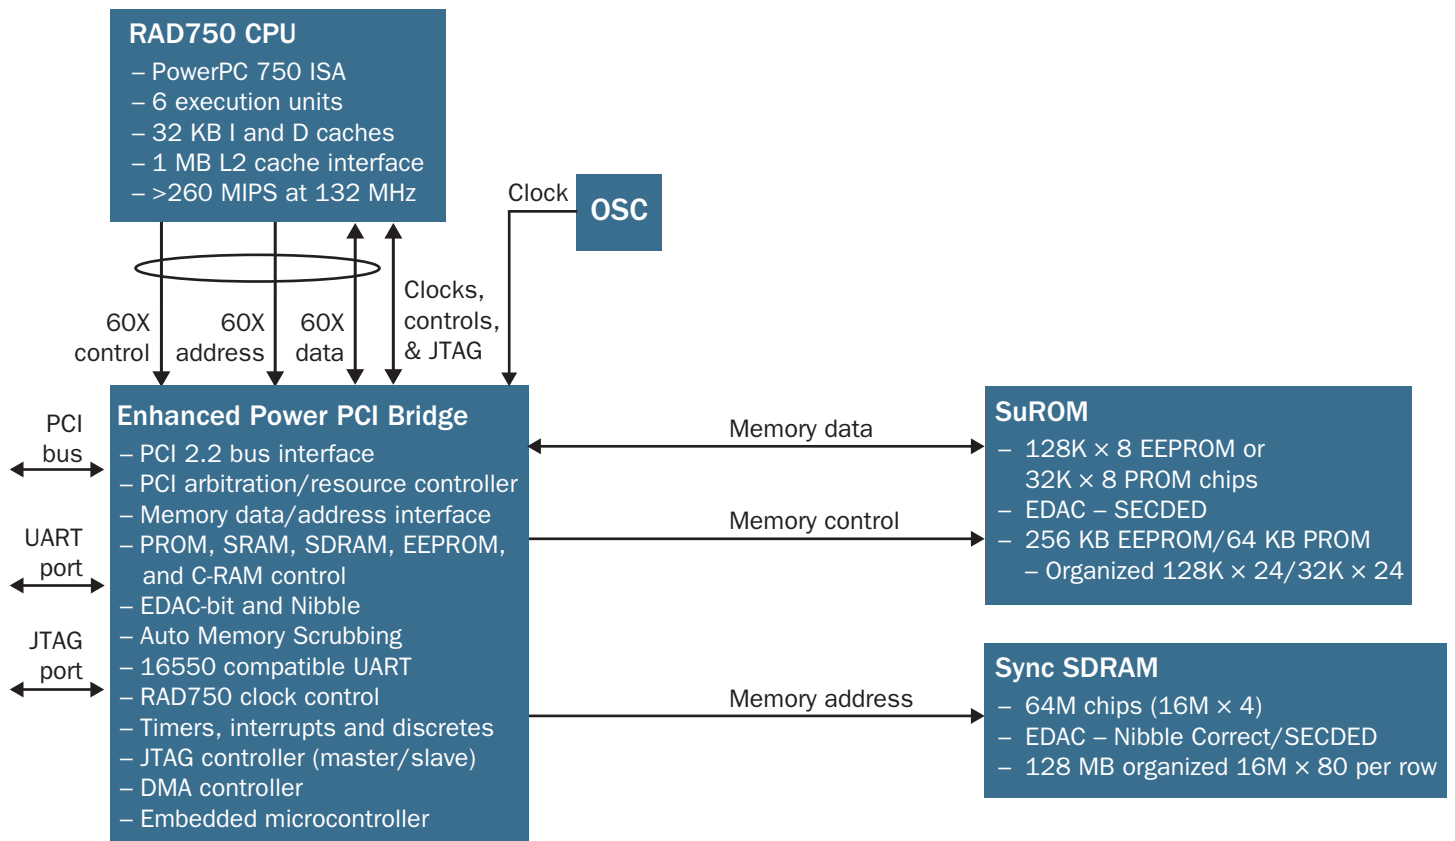 RAD750 CPU
– PowerPC 750 ISA
– 6 execution units
– 32 KB I and D caches
– 1 MB L2 cache interface
– >260 MIPS at 132 MHz
Clock
OSC
60X
control
60X
address
60X
data
Clocks,
controls,
& JTAG
PCI
bus
UART
port
JTAG
port
Enhanced Power PCI Bridge
– PCI 2.2 bus interface
– PCI arbitration/resource controller
– Memory data/address interface
– PROM, SRAM, SDRAM, EEPROM,
and C-RAM control
– EDAC-bit and Nibble
– Auto Memory Scrubbing
– 16550 compatible UART
– RAD750 clock control
– Timers, interrupts and discretes
– JTAG controller (master/slave)
– DMA controller
– Embedded microcontroller
Memory data
Memory control
Memory address
SuROM
– 128K × 8 EEPROM or
32K × 8 PROM chips
– EDAC – SECDED
– 256 KB EEPROM/64 KB PROM
– Organized 128K × 24/32K × 24
Sync SDRAM
– 64M chips (16M × 4)
– EDAC – Nibble Correct/SECDED
– 128 MB organized 16M × 80 per row